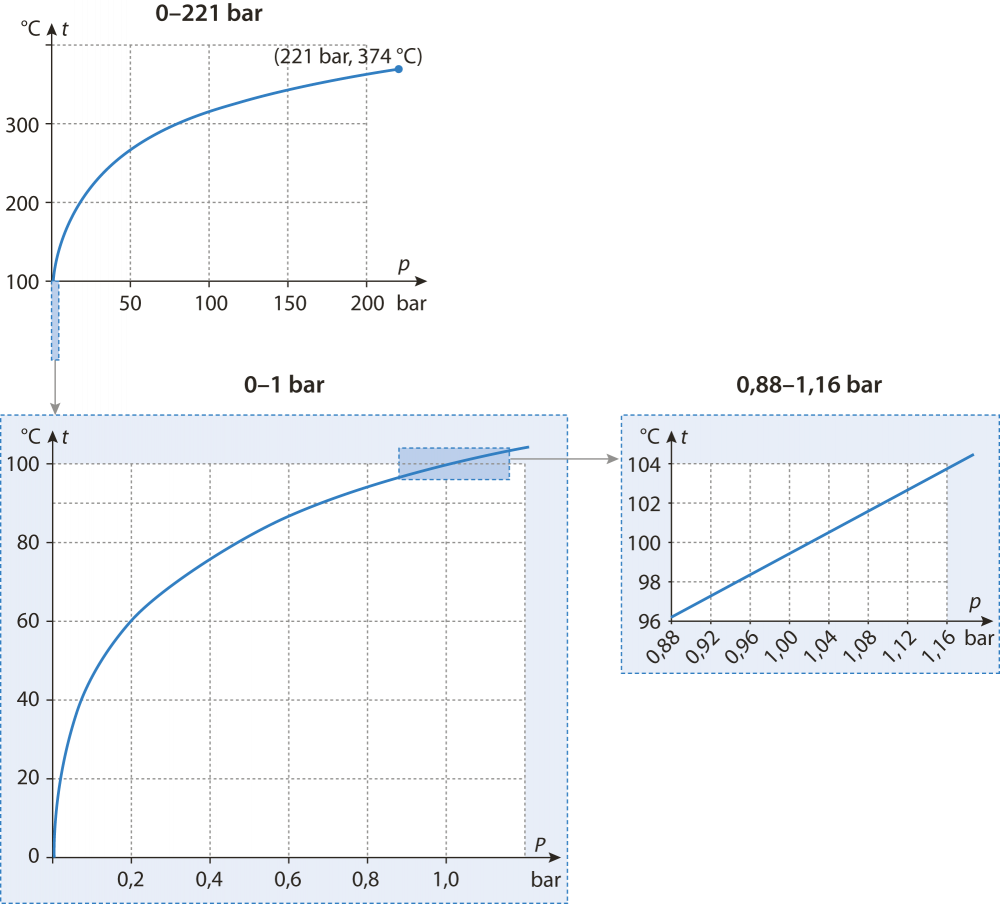 0–221 bar
°C t
(221 bar, 374 °C)
300
200
100
p
50 100 150 200 bar
0–1 bar
°C t
100
80
60
40
20
0
p
0,2 0,4 0,6 0,8 1,0 bar
0,88–1,16 bar
°C t
104
102
100
98
96
p
0,88 0,92 0,96 1,00 1,04 1,08 1,12 1,16 bar